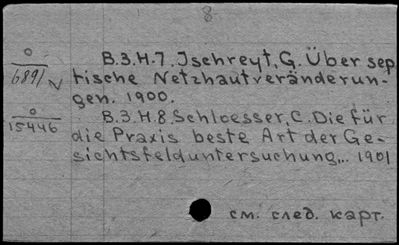 8
О
6891 N
B.3.H.7. Jschreyt, G. Über sep
tische Netzhautveränderun-
gen. 1900.
О
15446
B.3.H.8. Schloesser, C. Die für
die Praxis beste Art der Ge-
sichtsfelduntersuchung... 1901
см. след. карт.